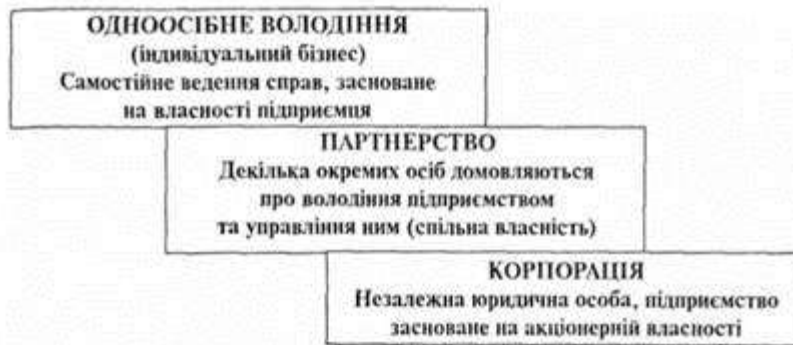 ОДНООСІБНЕ ВОЛОДІННЯ
(індивідуальний бізнес)
Самостійне ведення справ, засноване
на власності підприємця
ПАРТНЕРСТВО
Декілька окремих осіб домовляються
про володіння підприємством
та управління ним (спільна власність)
КОРПОРАЦІЯ
Незалежна юридична особа, підприємство
засноване на акціонерній власності